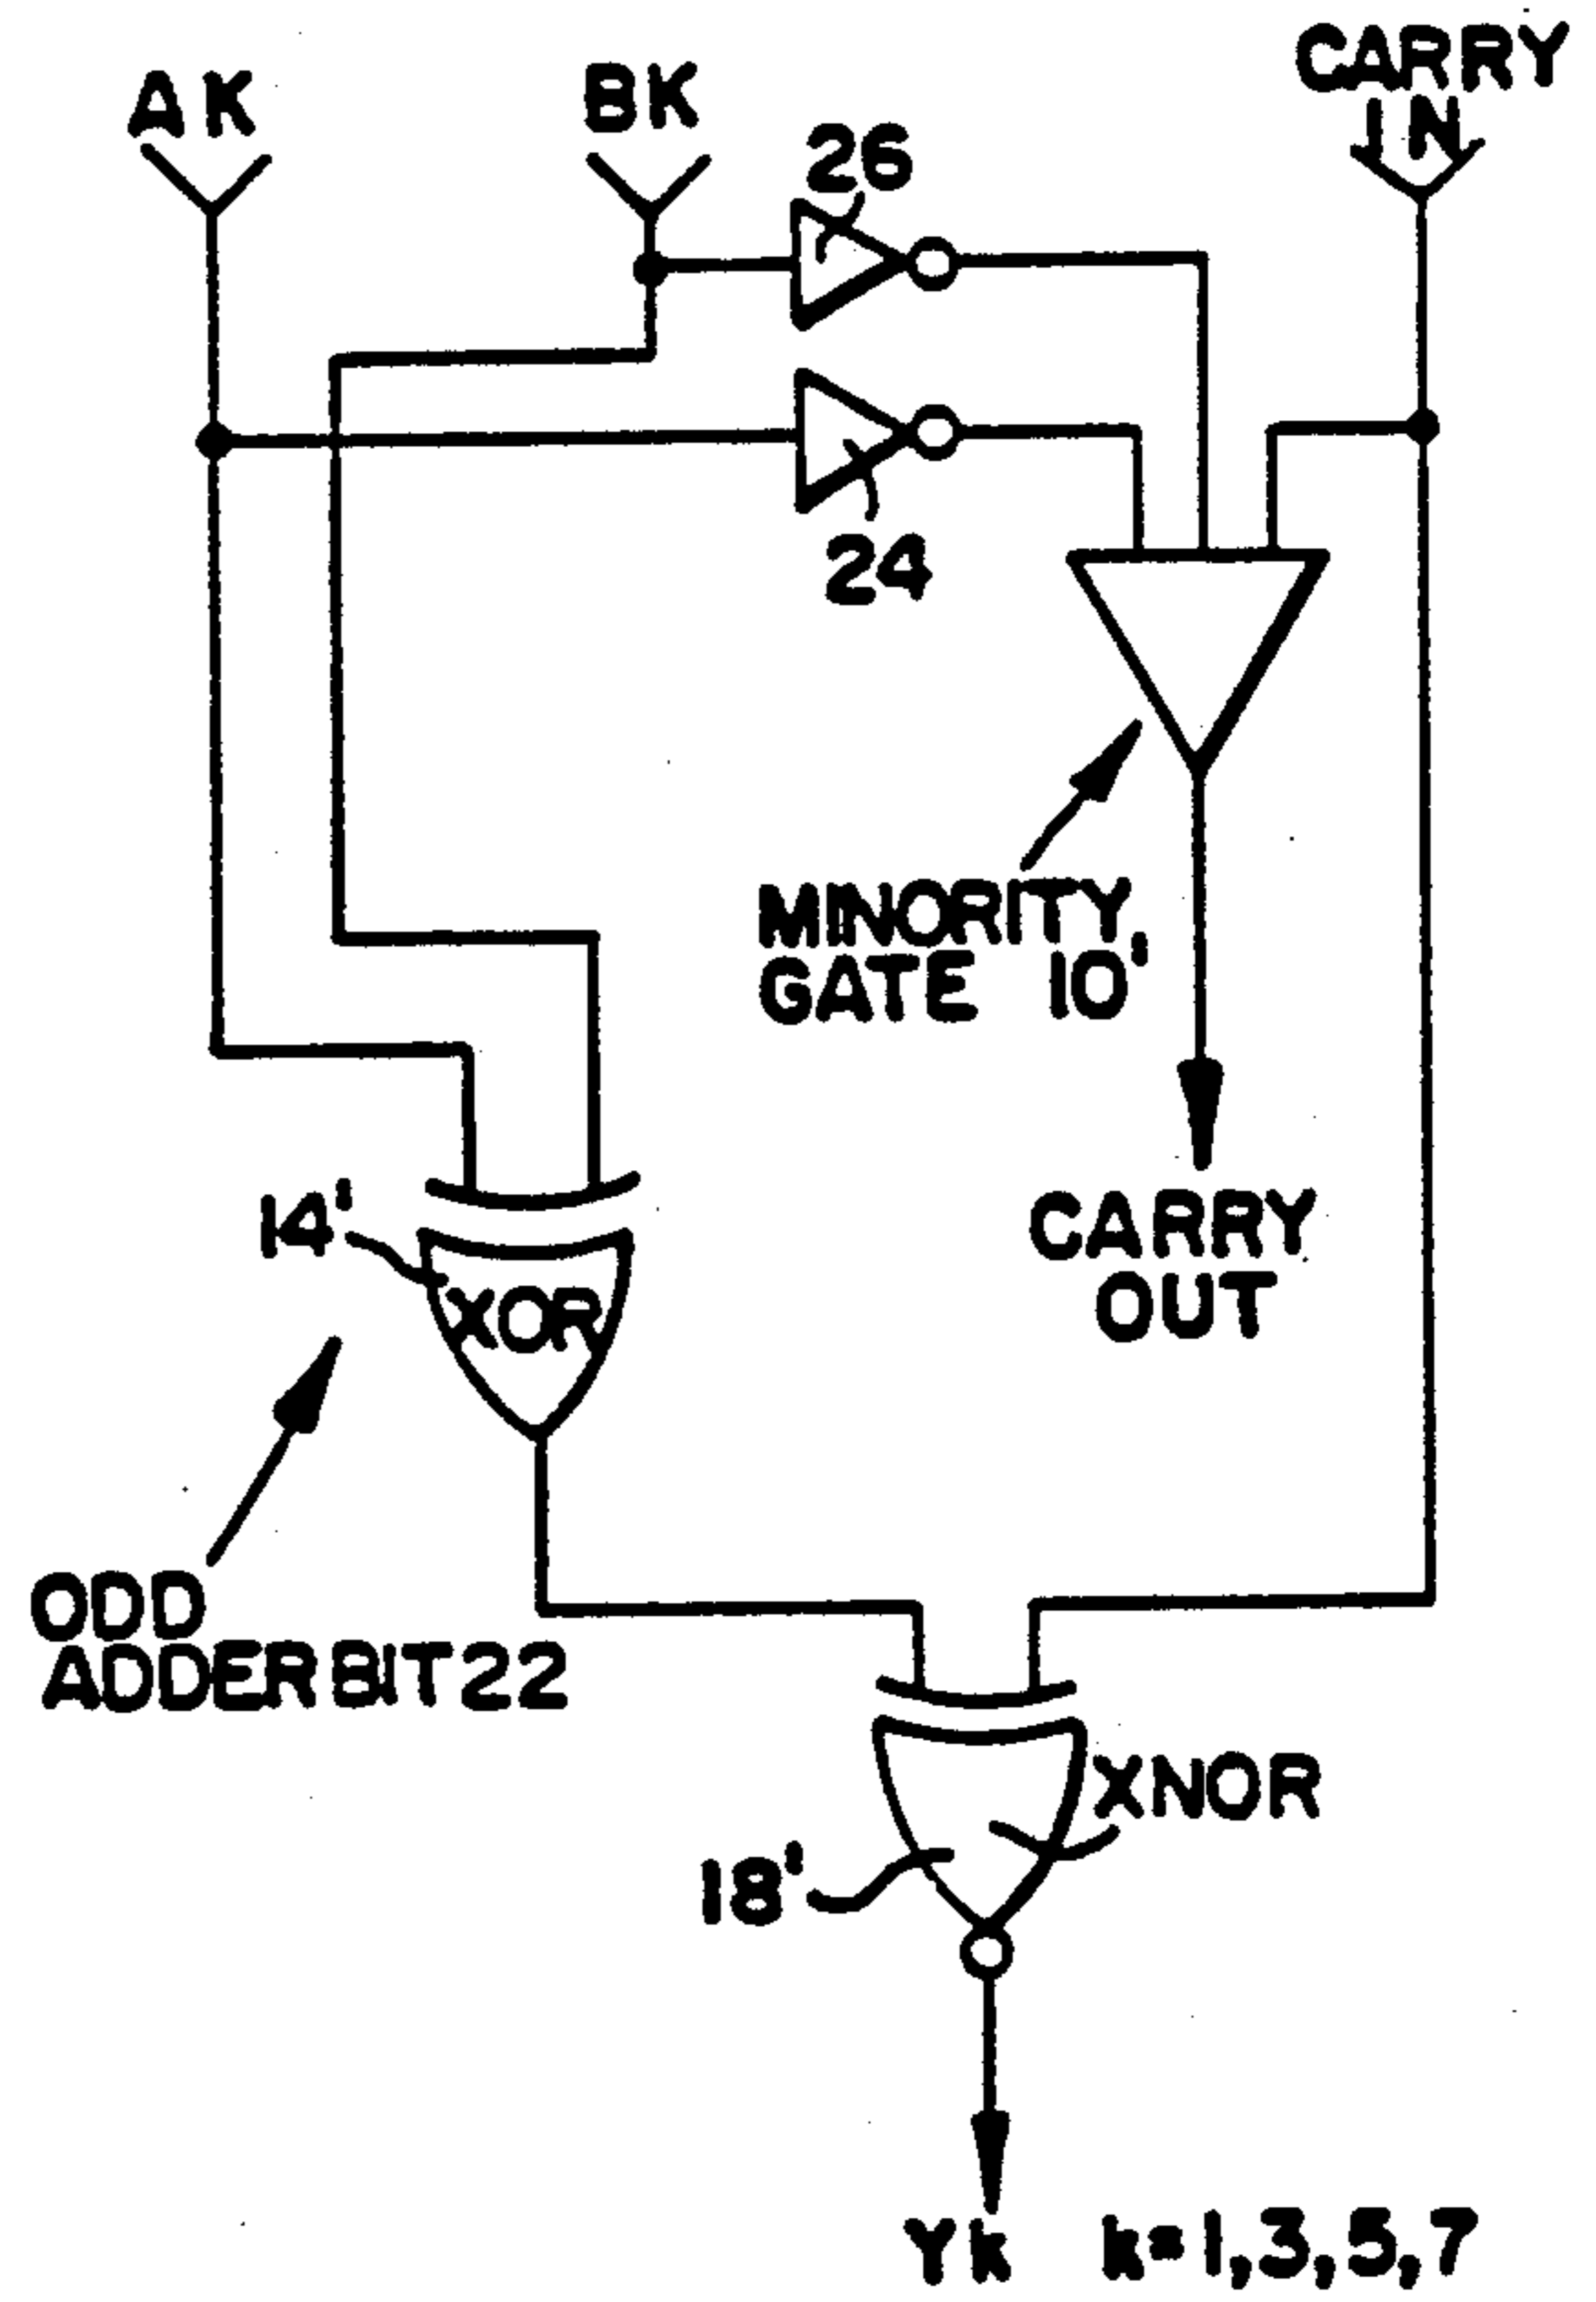 AK
BK
CARRY
IN
26
24
MINORITY
GATE 10'
CARRY
OUT
14'
XOR
ODD
ADDER BIT 22
XNOR
18'
Yk k=1,3,5,7